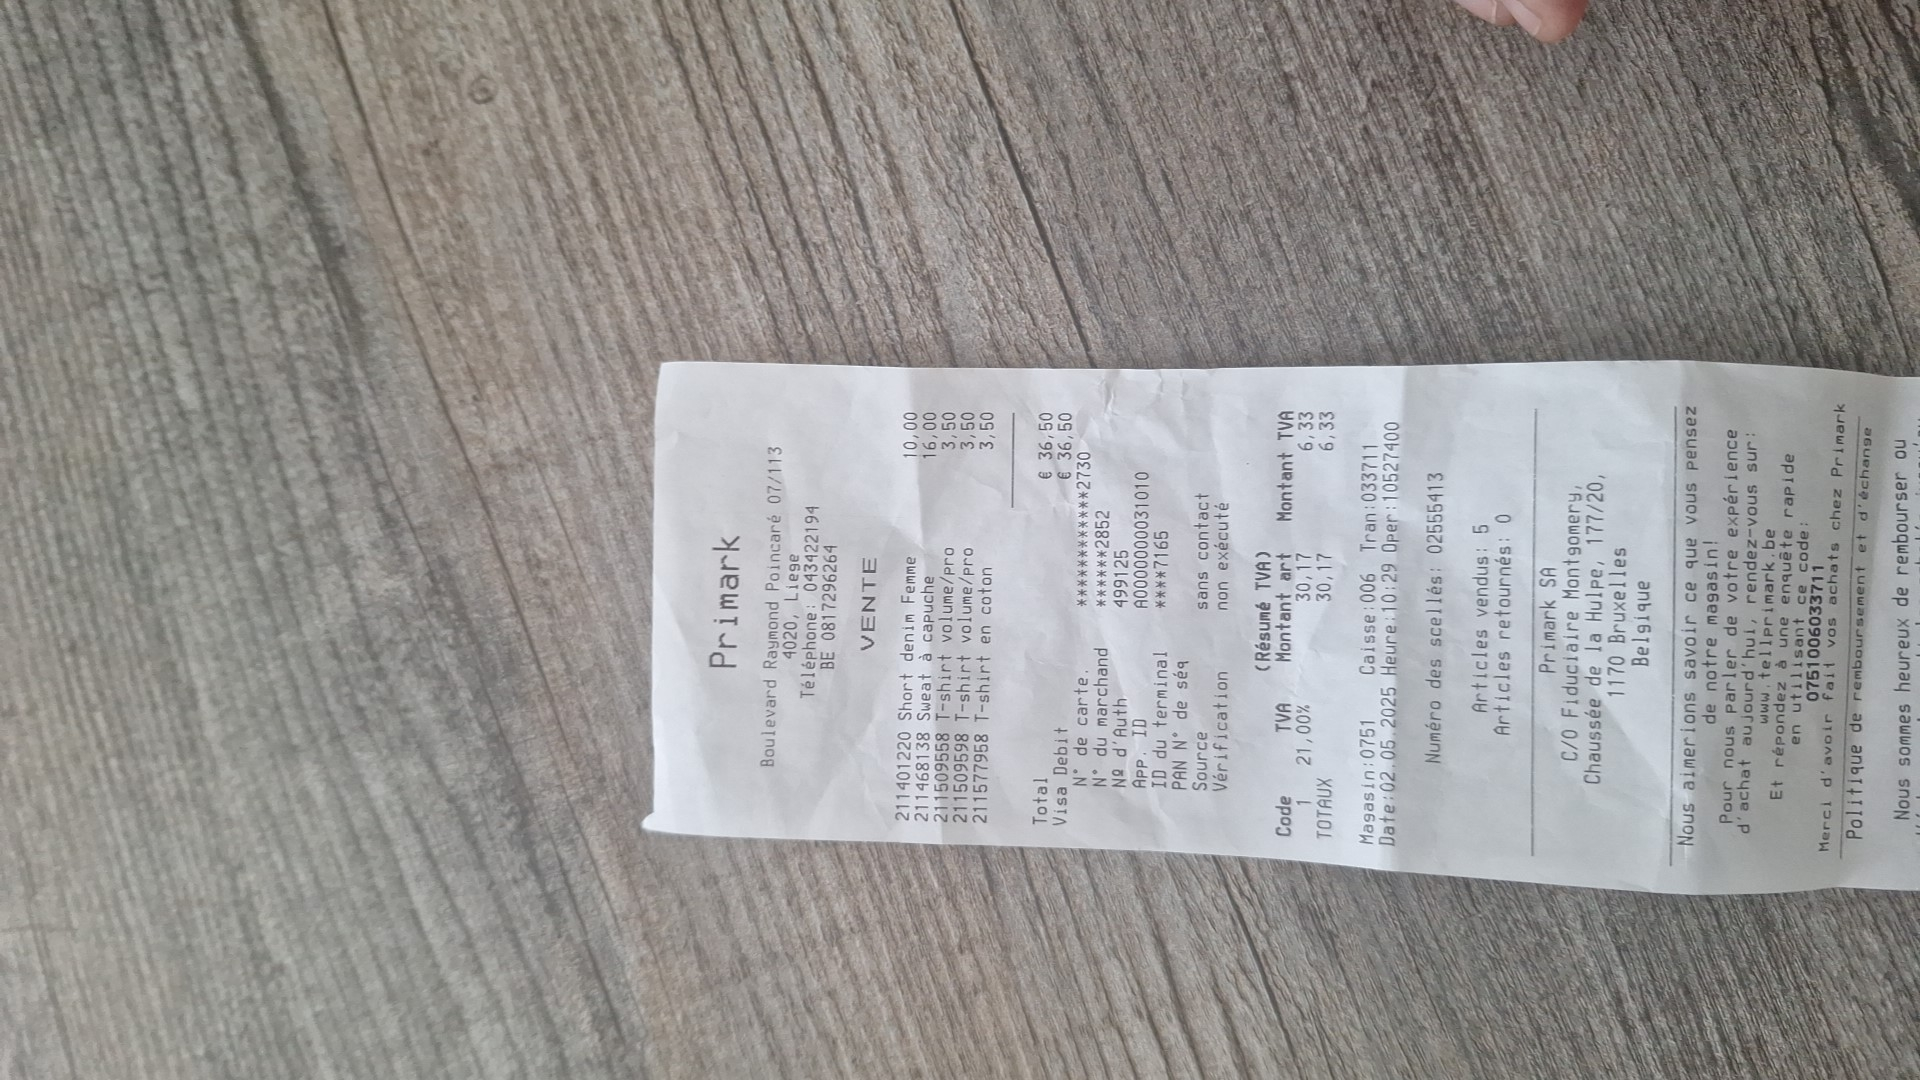 Primark
Boulevard Raymond Poincaré 07/113
4020, Liège
Téléphone: 043422194
BE 0817296264
VENTE
211401220 Short denim Femme 10,00
211468138 Sweat à capuche 16,00
211509558 T-shirt volume/pro 3,50
211509598 T-shirt volume/pro 3,50
211577958 T-shirt en coton 3,50
Total € 36,50
Visa Debit € 36,50
N° de carte. ************2730
N° du marchand ******2852
Nº d'Auth 499125
App. ID A0000000031010
ID du terminal ****7165
PAN N° de séq
Source sans contact
Vérification non exécuté
(Résumé TVA)
Code TVA Montant art Montant TVA
1 21,00% 30,17 6,33
TOTAUX 30,17 6,33
Magasin:0751 Caisse:006 Tran:033711
Date:02.05.2025 Heure:10:29 Oper:10527400
Numéro des scellés: 02555413
Articles vendus: 5
Articles retournés: 0
Primark SA
C/O Fiduciaire Montgomery,
Chaussée de la Hulpe, 177/20,
1170 Bruxelles
Belgique
Nous aimerions savoir ce que vous pensez
de notre magasin!
Pour nous parler de votre expérience
d'achat aujourd'hui, rendez-vous sur:
www.tellprimark.be
Et répondez à une enquête rapide
en utilisant ce code:
0751006033711
Merci d'avoir fait vos achats chez Primark
Politique de remboursement et d'échange
Nous sommes heureux de rembourser ou